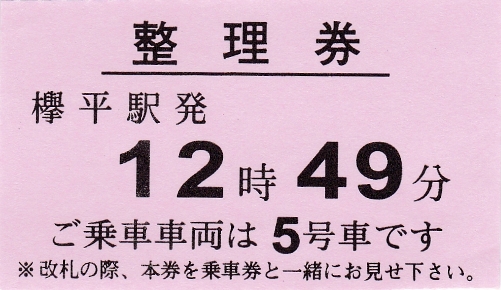 整理券
欅平駅発
12時49分
ご乗車車両は5号車です
※改札の際、本券を乗車券と一緒にお見せ下さい。